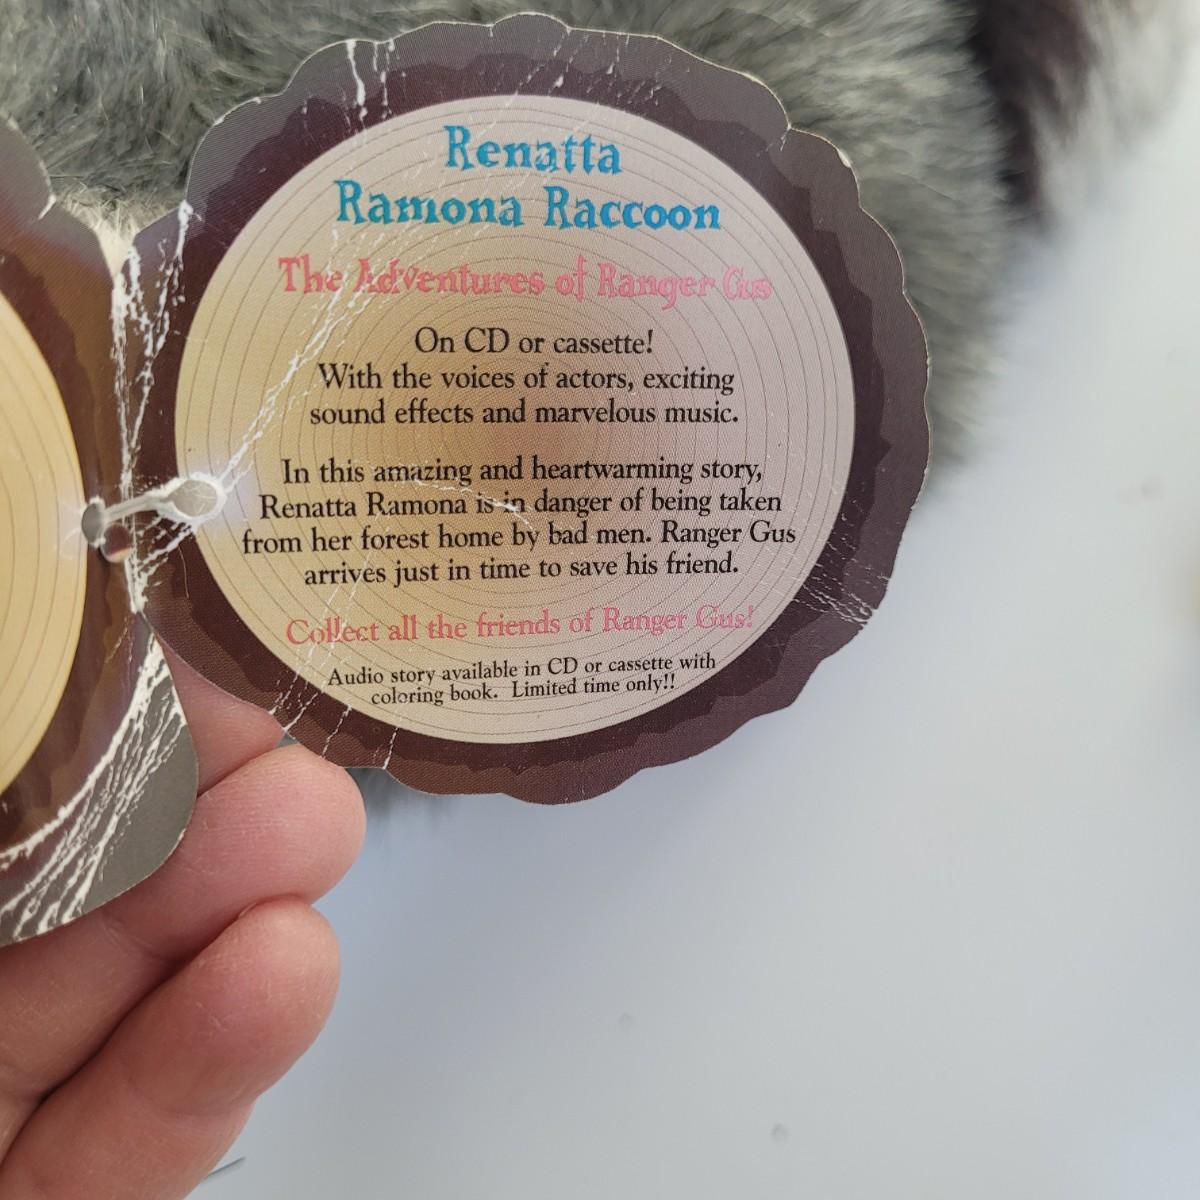 Renatta
Ramona Raccoon
The Adventures of Ranger Gus
On CD or cassette!
With the voices of actors, exciting
sound effects and marvelous music.
In this amazing and heartwarming story,
Renatta Ramona is in danger of being taken
from her forest home by bad men. Ranger Gus
arrives just in time to save his friend.
Collect all the friends of Ranger Gus!
Audio story available in CD or cassette with
coloring book. Limited time only!!